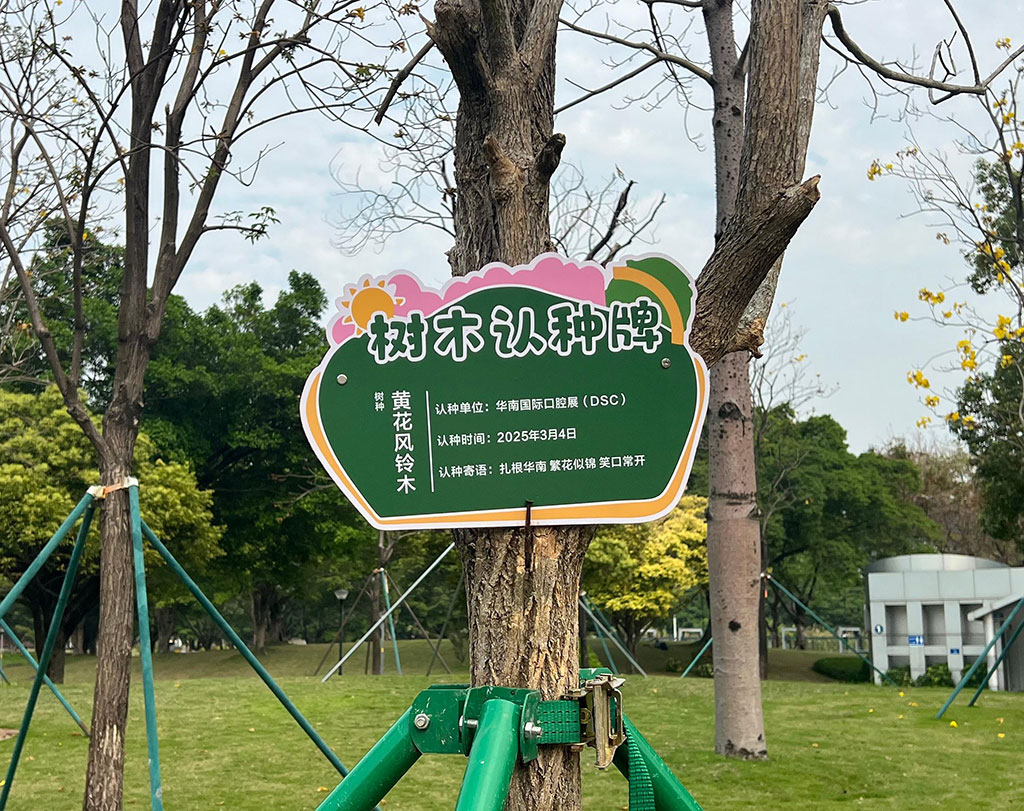 树木认种牌
树种
黄花风铃木
认种单位：华南国际口腔展（DSC）
认种时间：2025年3月4日
认种寄语：扎根华南 繁花似锦 笑口常开